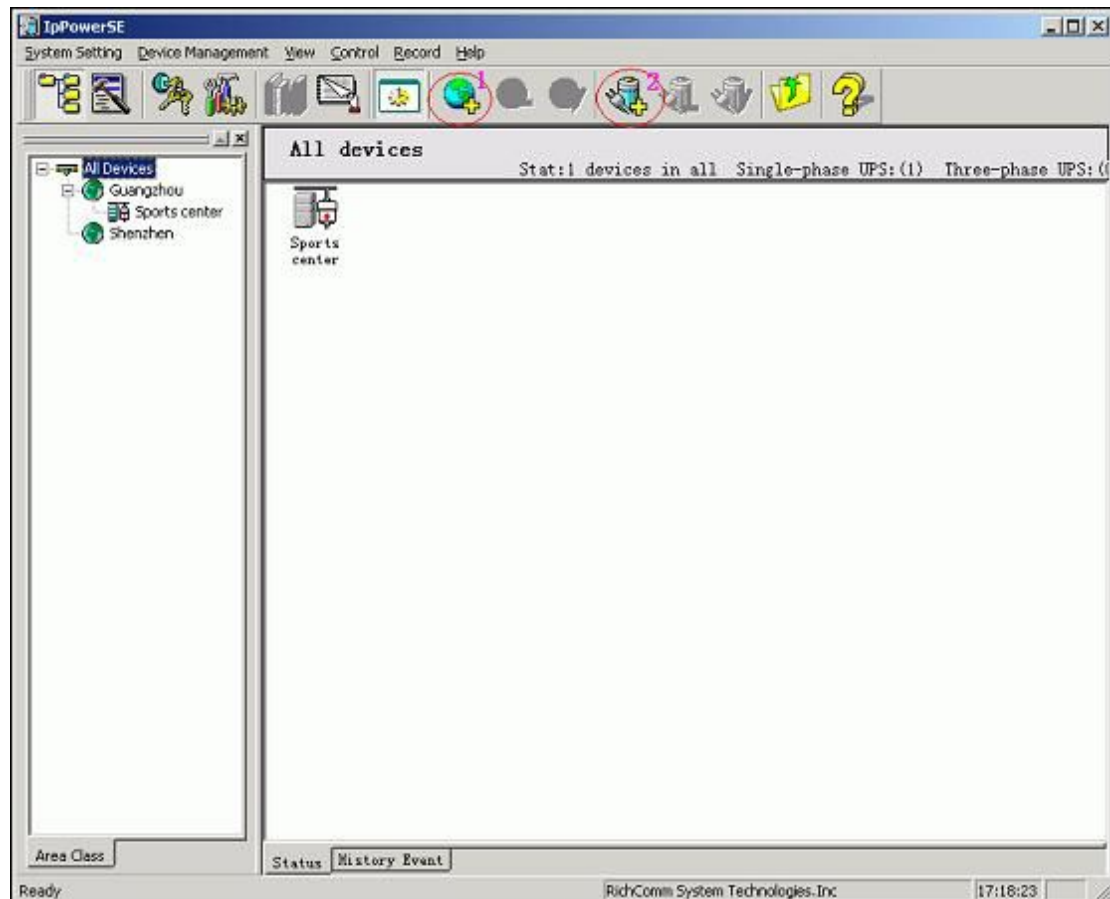 IpPowerSE
System Setting Device Management View Control Record Help
1 2
All Devices
Guangzhou
Sports center
Shenzhen
All devices
Stat:1 devices in all Single-phase UPS:(1) Three-phase UPS:(0
Sports
center
Area Class
Status History Event
Ready RichComm System Technologies.Inc 17:18:23